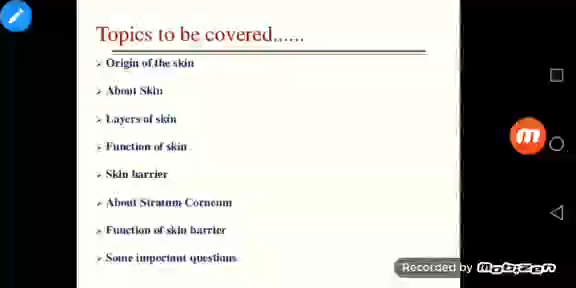 Topics to be covered......
➢ Origin of the skin
➢ About Skin
➢ Layers of skin
➢ Function of skin
➢ Skin barrier
➢ About Stratum Corneum
➢ Function of skin barrier
➢ Some important questions
Recorded by mobizen